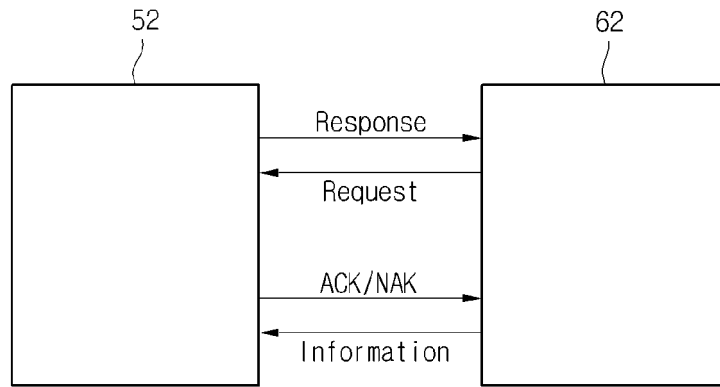 52
62
Response
Request
ACK/NAK
Information